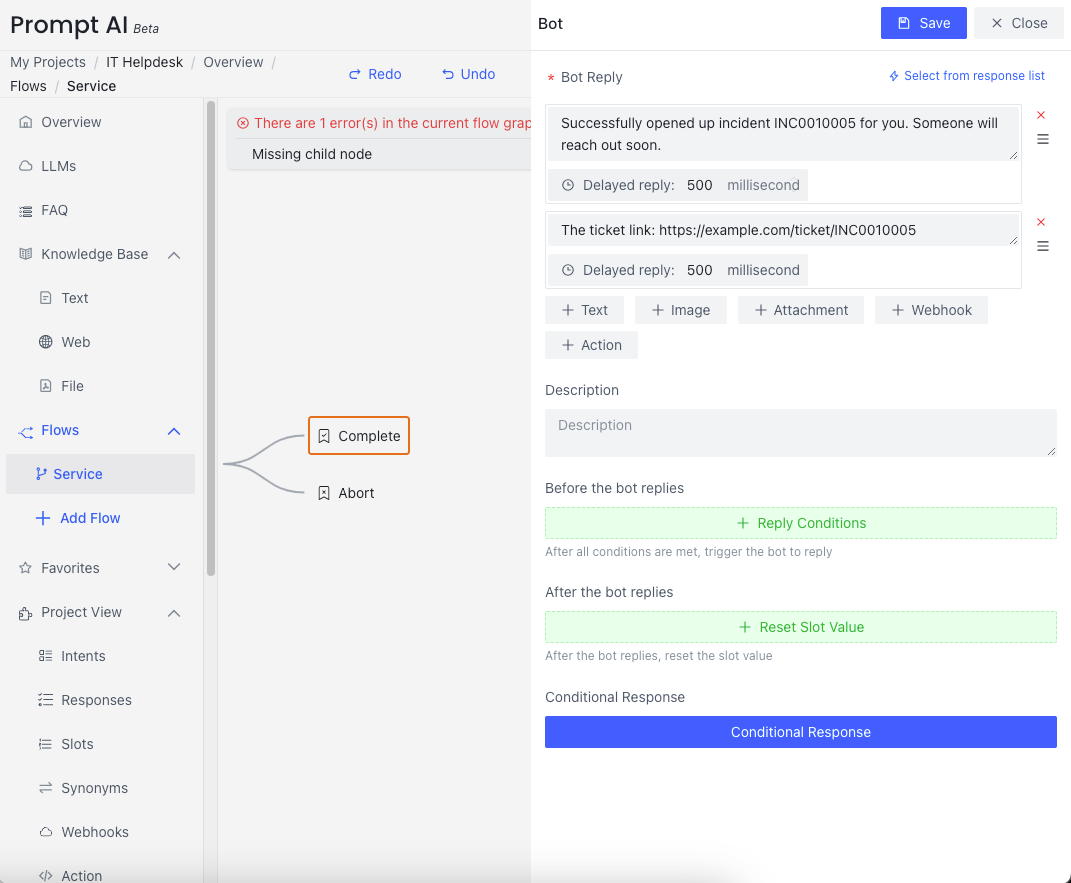 Prompt AI Beta
My Projects / IT Helpdesk / Overview /
Flows / Service
Redo
Undo
Overview
LLMs
FAQ
Knowledge Base
Text
Web
File
Flows
Service
Add Flow
Favorites
Project View
Intents
Responses
Slots
Synonyms
Webhooks
Action
There are 1 error(s) in the current flow grap
Missing child node
Complete
Abort
Bot
Save
Close
* Bot Reply
Select from response list
Successfully opened up incident INC0010005 for you. Someone will
reach out soon.
Delayed reply: 500 millisecond
The ticket link: https://example.com/ticket/INC0010005
Delayed reply: 500 millisecond
+ Text
+ Image
+ Attachment
+ Webhook
+ Action
Description
Description
Before the bot replies
+ Reply Conditions
After all conditions are met, trigger the bot to reply
After the bot replies
+ Reset Slot Value
After the bot replies, reset the slot value
Conditional Response
Conditional Response